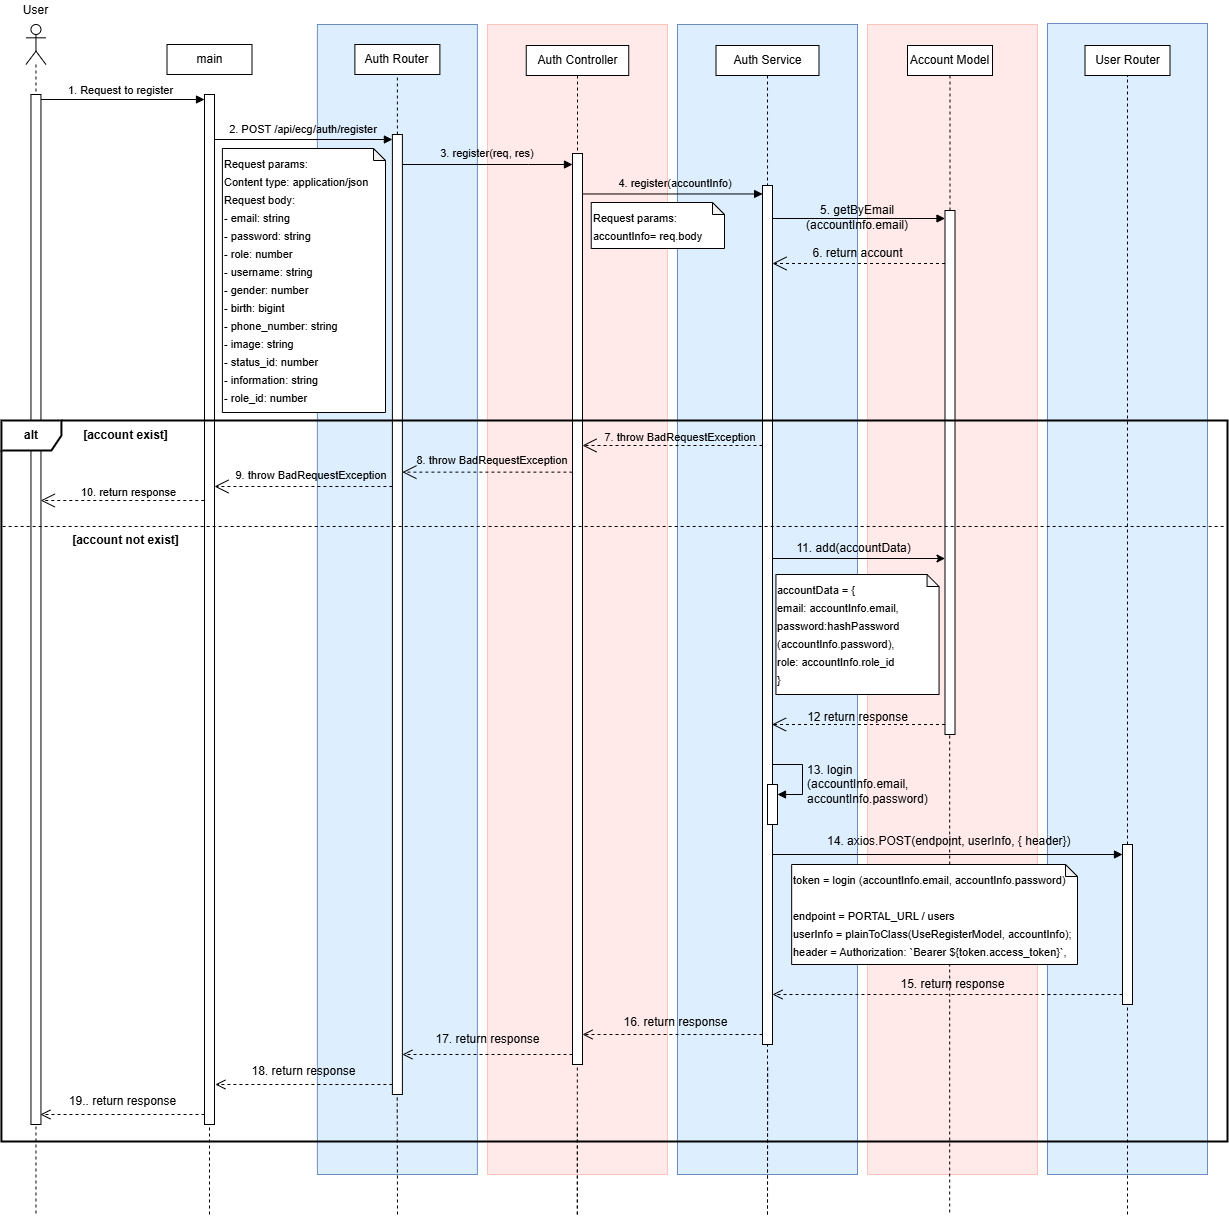 User
main
Auth Router
Auth Controller
Auth Service
Account Model
User Router
1. Request to register
2. POST /api/ecg/auth/register
Request params:
Content type: application/json
Request body:
- email: string
- password: string
- role: number
- username: string
- gender: number
- birth: bigint
- phone_number: string
- image: string
- status_id: number
- information: string
- role_id: number
3. register(req, res)
4. register(accountInfo)
Request params:
accountInfo= req.body
5. getByEmail
(accountInfo.email)
6. return account
alt
[account exist]
7. throw BadRequestException
8. throw BadRequestException
9. throw BadRequestException
10. return response
[account not exist]
11. add(accountData)
accountData = {
email: accountInfo.email,
password:hashPassword
(accountInfo.password),
role: accountInfo.role_id
}
12 return response
13. login
(accountInfo.email,
accountInfo.password)
14. axios.POST(endpoint, userInfo, { header})
token = login (accountInfo.email, accountInfo.password)
endpoint = PORTAL_URL / users
userInfo = plainToClass(UseRegisterModel, accountInfo);
header = Authorization: `Bearer ${token.access_token}`,
15. return response
16. return response
17. return response
18. return response
19.. return response